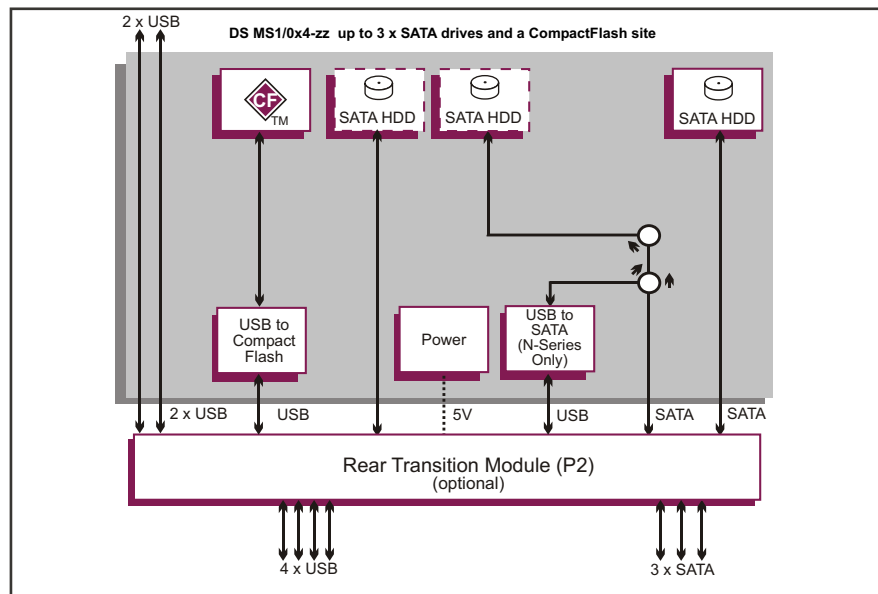 2 x USB
DS MS1/0x4-zz up to 3 x SATA drives and a CompactFlash site
CF
TM
SATA HDD
SATA HDD
SATA HDD
USB to
Compact
Flash
Power
USB to
SATA
(N-Series
Only)
2 x USB
USB
5V
USB
SATA
SATA
Rear Transition Module (P2)
(optional)
4 x USB
3 x SATA